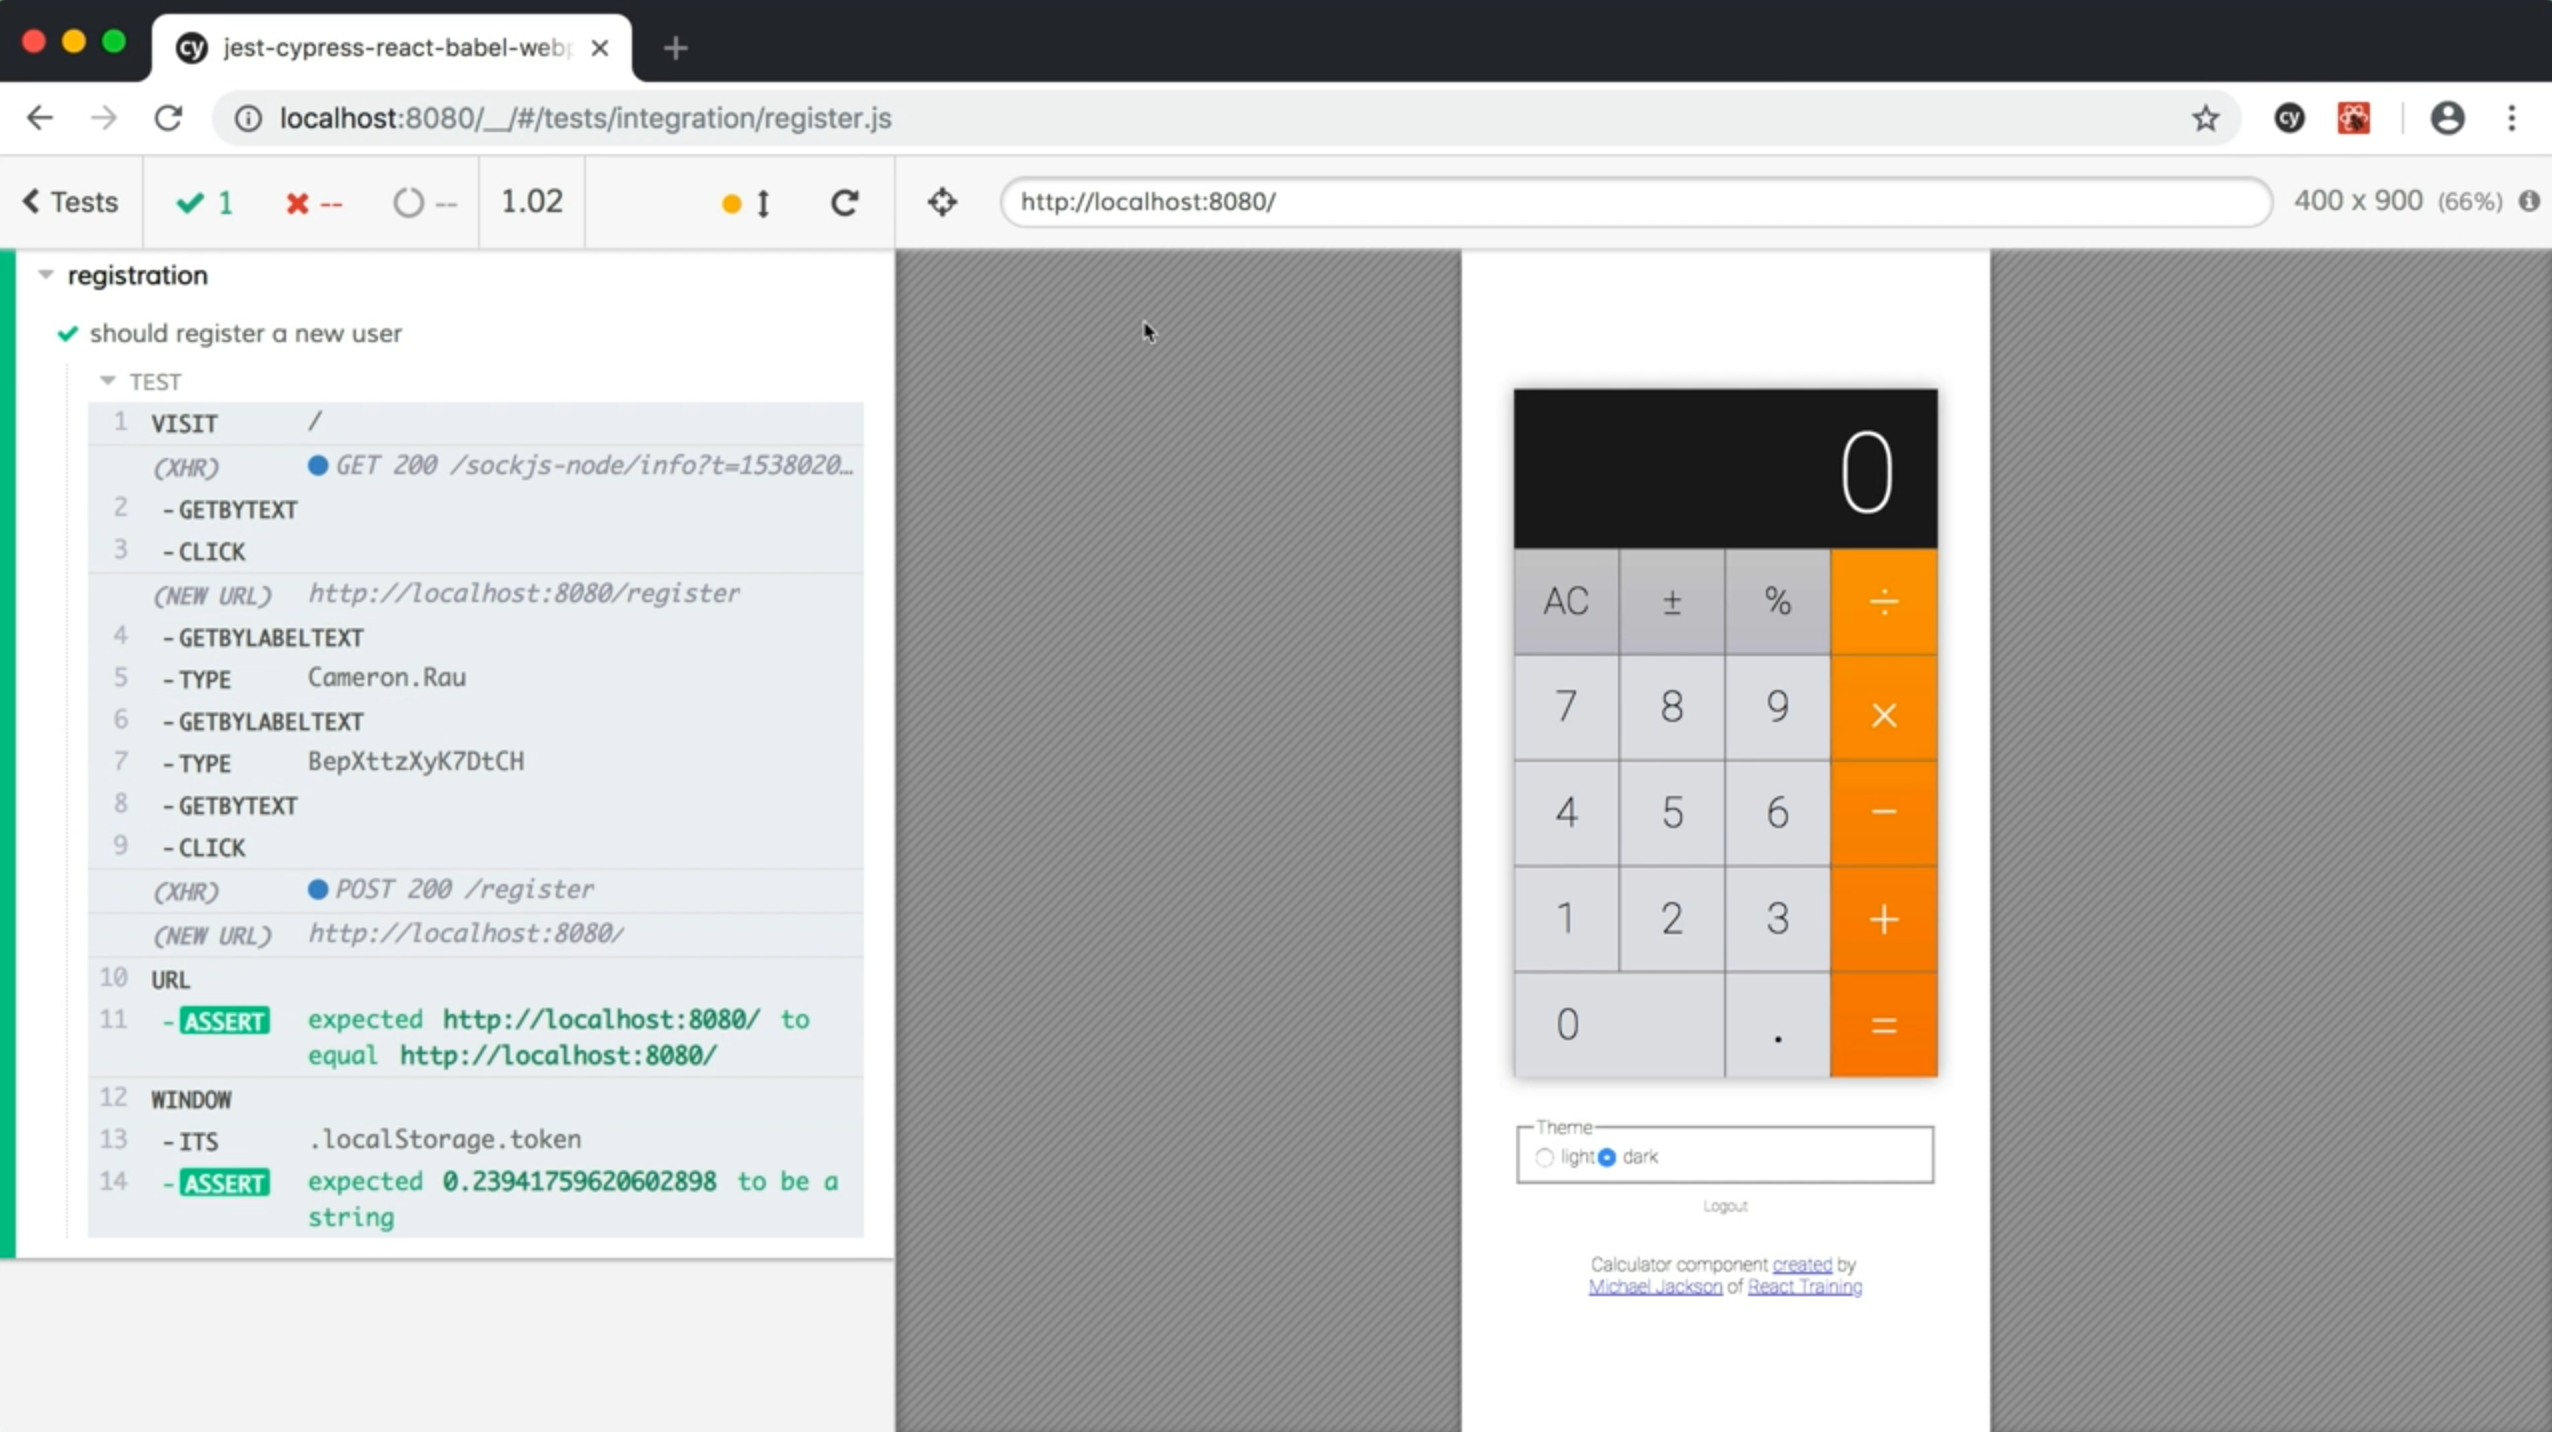 cy jest-cypress-react-babel-webp
localhost:8080/__/#/tests/integration/register.js
cy
Tests 1 -- -- 1.02
http://localhost:8080/ 400 x 900 (66%)
registration
should register a new user
TEST
1 VISIT /
(XHR) GET 200 /sockjs-node/info?t=1538020…
2 -GETBYTEXT
3 -CLICK
(NEW URL) http://localhost:8080/register
4 -GETBYLABELTEXT
5 -TYPE Cameron.Rau
6 -GETBYLABELTEXT
7 -TYPE BepXttzXyK7DtCH
8 -GETBYTEXT
9 -CLICK
(XHR) POST 200 /register
(NEW URL) http://localhost:8080/
10 URL
11 -ASSERT expected http://localhost:8080/ to
equal http://localhost:8080/
12 WINDOW
13 -ITS .localStorage.token
14 -ASSERT expected 0.23941759620602898 to be a
string
0
AC ± % ÷
7 8 9 ×
4 5 6 −
1 2 3 +
0 . =
Theme
light dark
Logout
Calculator component created by
Michael Jackson of React Training